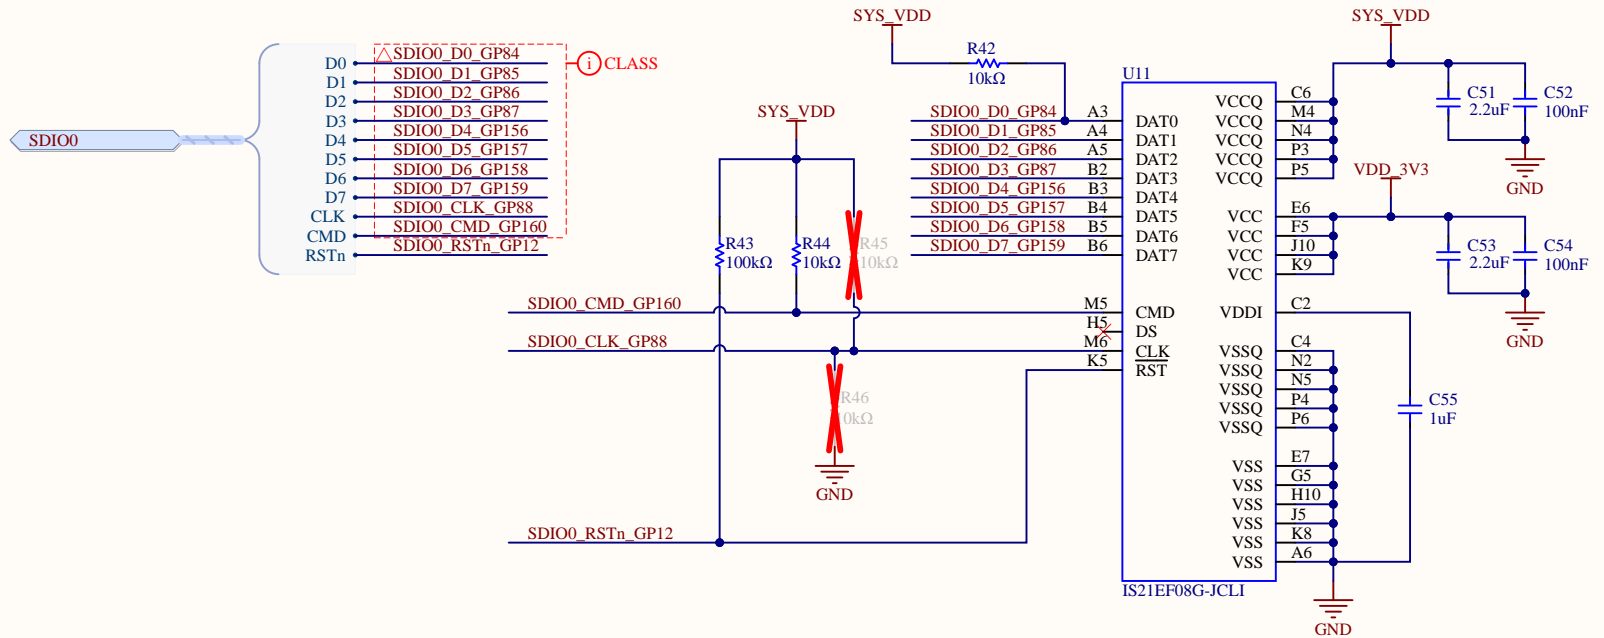 SDIO0
D0 SDIO0_D0_GP84
D1 SDIO0_D1_GP85
D2 SDIO0_D2_GP86
D3 SDIO0_D3_GP87
D4 SDIO0_D4_GP156
D5 SDIO0_D5_GP157
D6 SDIO0_D6_GP158
D7 SDIO0_D7_GP159
CLK SDIO0_CLK_GP88
CMD SDIO0_CMD_GP160
RSTn SDIO0_RSTn_GP12
i CLASS
SYS_VDD
R42
10kΩ
SYS_VDD
R43
100kΩ
R44
10kΩ
R45
10kΩ
R46
10kΩ
GND
SDIO0_CMD_GP160
SDIO0_CLK_GP88
SDIO0_RSTn_GP12
U11
SDIO0_D0_GP84 A3 DAT0
SDIO0_D1_GP85 A4 DAT1
SDIO0_D2_GP86 A5 DAT2
SDIO0_D3_GP87 B2 DAT3
SDIO0_D4_GP156 B3 DAT4
SDIO0_D5_GP157 B4 DAT5
SDIO0_D6_GP158 B5 DAT6
SDIO0_D7_GP159 B6 DAT7
M5 CMD
H5 DS
M6 CLK
K5 RST
VCCQ C6
VCCQ M4
VCCQ N4
VCCQ P3
VCCQ P5
VCC E6
VCC F5
VCC J10
VCC K9
VDDI C2
VSSQ C4
VSSQ N2
VSSQ N5
VSSQ P4
VSSQ P6
VSS E7
VSS G5
VSS H10
VSS J5
VSS K8
VSS A6
IS21EF08G-JCLI
SYS_VDD
C51
2.2uF
C52
100nF
GND
VDD_3V3
C53
2.2uF
C54
100nF
GND
C55
1uF
GND